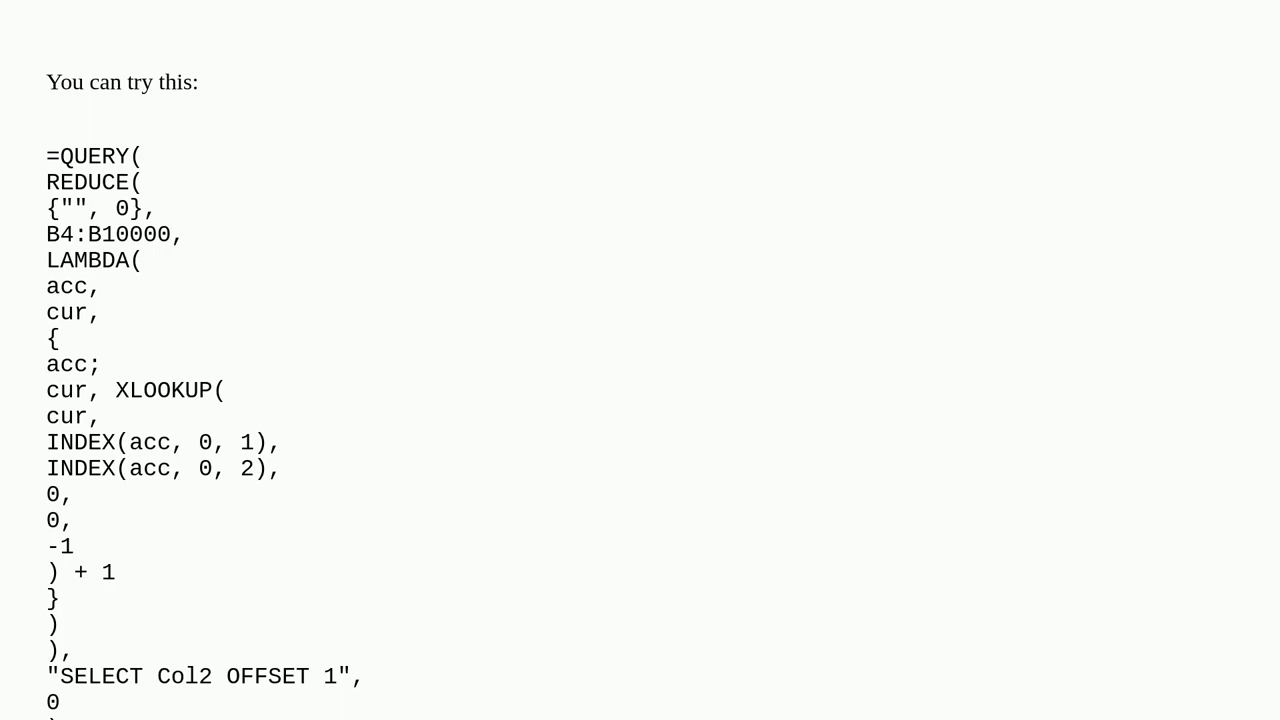 You can try this:
=QUERY(
REDUCE(
{"", 0},
B4:B10000,
LAMBDA(
acc,
cur,
{
acc;
cur, XLOOKUP(
cur,
INDEX(acc, 0, 1),
INDEX(acc, 0, 2),
0,
0,
-1
) + 1
}
)
),
"SELECT Col2 OFFSET 1",
0